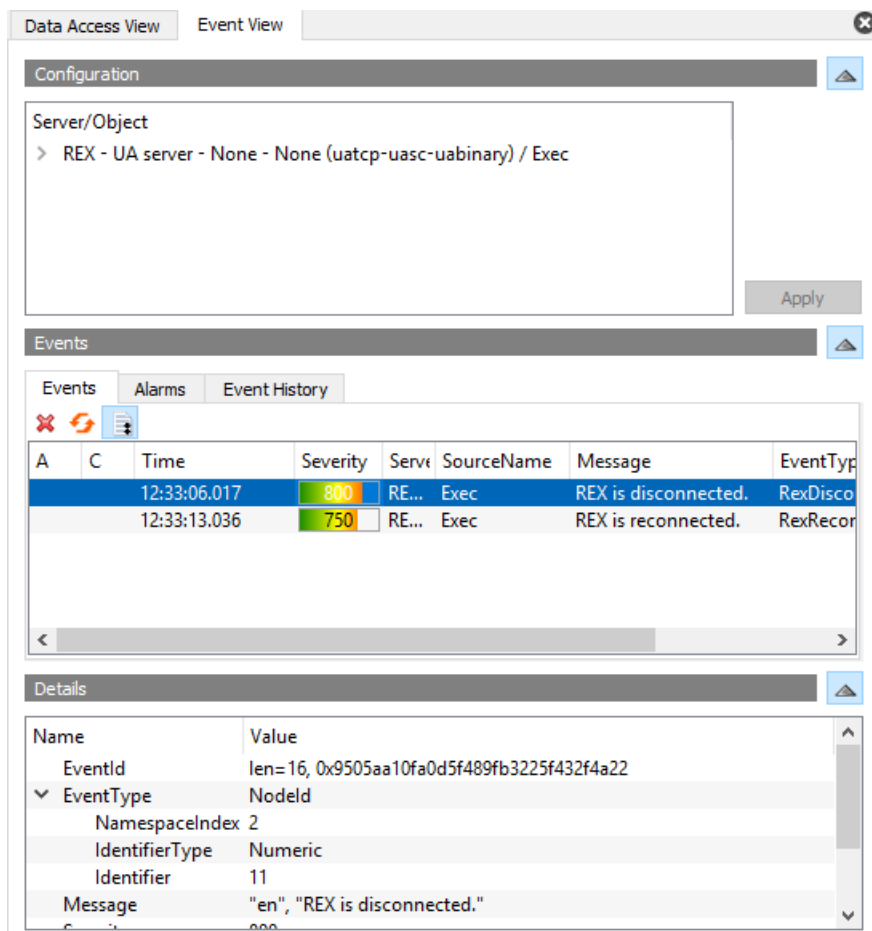 Data Access View Event View
Configuration
Server/Object
REX - UA server - None - None (uatcp-uasc-uabinary) / Exec
Apply
Events
Events Alarms Event History
A C Time Severity Serve SourceName Message EventTyp
12:33:06.017 800 RE... Exec REX is disconnected. RexDisco
12:33:13.036 750 RE... Exec REX is reconnected. RexRecor
Details
Name Value
EventId len=16, 0x9505aa10fa0d5f489fb3225f432f4a22
EventType NodeId
NamespaceIndex 2
IdentifierType Numeric
Identifier 11
Message "en", "REX is disconnected."